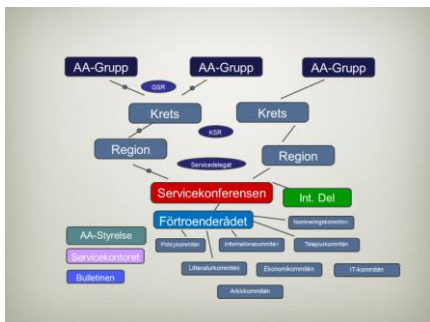 AA-Grupp
AA-Grupp
AA-Grupp
GSR
Krets
Krets
KSR
Region
Region
Servicedelegat
Servicekonferensen
Int. Del
Förtroenderådet
Nomineringskommittén
AA-Styrelse
Policykommittén
Informationskommittén
Telejourkommittén
Servicekontoret
Litteraturkommittén
Ekonomikommittén
IT-kommittén
Bulletinen
Arkivkommittén